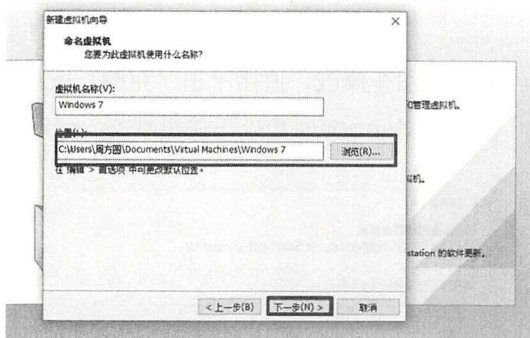 新建虚拟机向导
命名虚拟机
您要为此虚拟机使用什么名称?
虚拟机名称(V):
Windows 7
位置(L):
C:\Users\周方圆\Documents\Virtual Machines\Windows 7
浏览(R)...
在"编辑">"首选项"中可更改默认位置。
和管理虚拟机。
拟机。
station 的软件更新。
<上一步(B)
下一步(N) >
取消